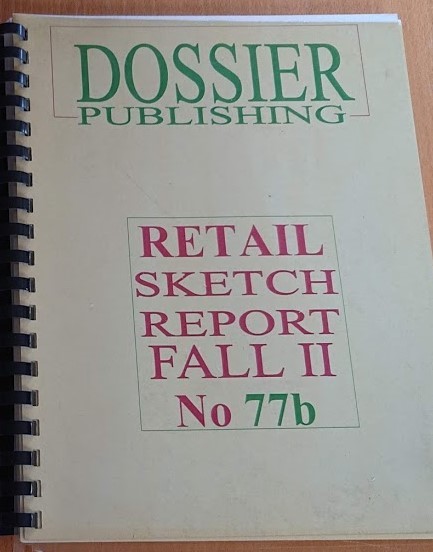 DOSSIER
PUBLISHING
RETAIL
SKETCH
REPORT
FALL II
No 77b